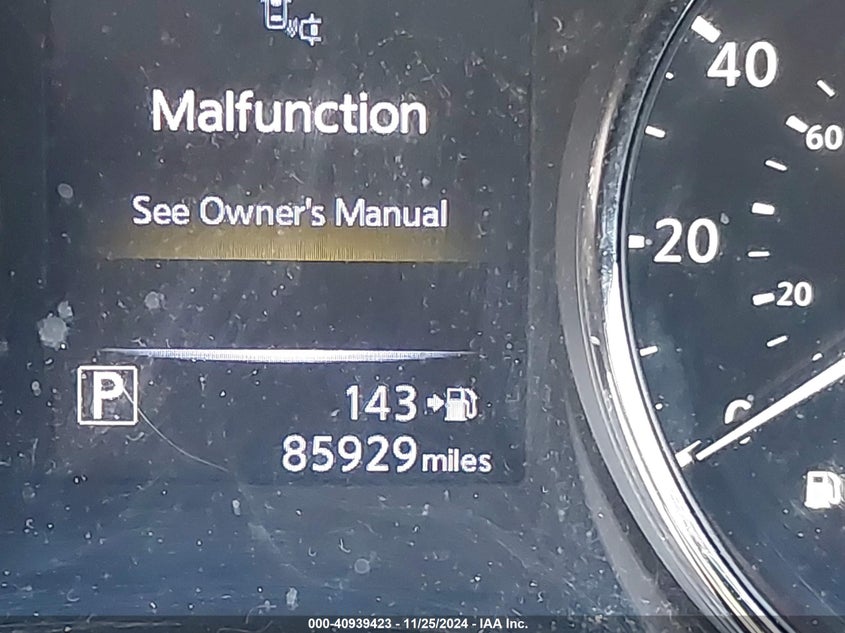 Malfunction
See Owner's Manual
P
143
85929 miles
40
60
20
20
000-40939423 - 11/25/2024 - IAA Inc.